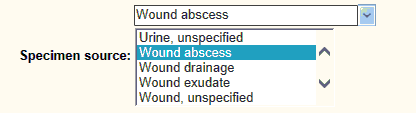 Wound abscess
Urine, unspecified
Specimen source: Wound abscess
Wound drainage
Wound exudate
Wound, unspecified